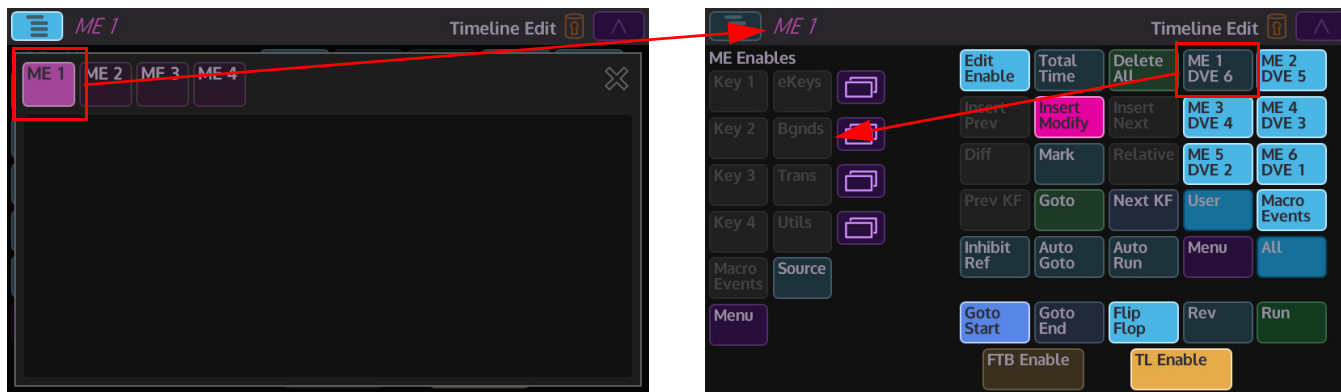 ME 1
Timeline Edit
ME 1
ME 2
ME 3
ME 4
ME 1
Timeline Edit
ME Enables
Key 1
eKeys
Key 2
Bgnds
Key 3
Trans
Key 4
Utils
Macro
Events
Source
Menu
Edit
Enable
Total
Time
Delete
All
ME 1
DVE 6
ME 2
DVE 5
Insert
Prev
Insert
Modify
Insert
Next
ME 3
DVE 4
ME 4
DVE 3
Diff
Mark
Relative
ME 5
DVE 2
ME 6
DVE 1
Prev KF
Goto
Next KF
User
Macro
Events
Inhibit
Ref
Auto
Goto
Auto
Run
Menu
All
Goto
Start
Goto
End
Flip
Flop
Rev
Run
FTB Enable
TL Enable